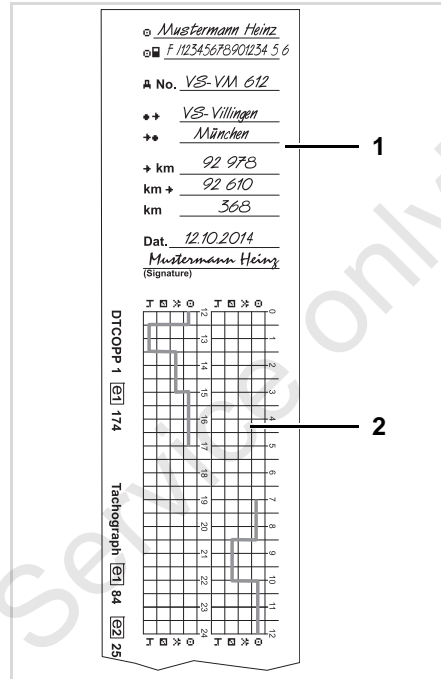 Mustermann Heinz
F /12345678901234 5 6
No. VS-VM 612
VS-Villingen
München
km 92 978
km 92 610
km 368
Dat. 12.10.2014
Mustermann Heinz
(Signature)
1
12
13
14
15
16
17
18
19
20
21
22
23
24
0
1
2
3
4
5
6
7
8
9
10
11
12
2
DTCOPP 1 e1 174
Tachograph e1 84 e2 25
Service only